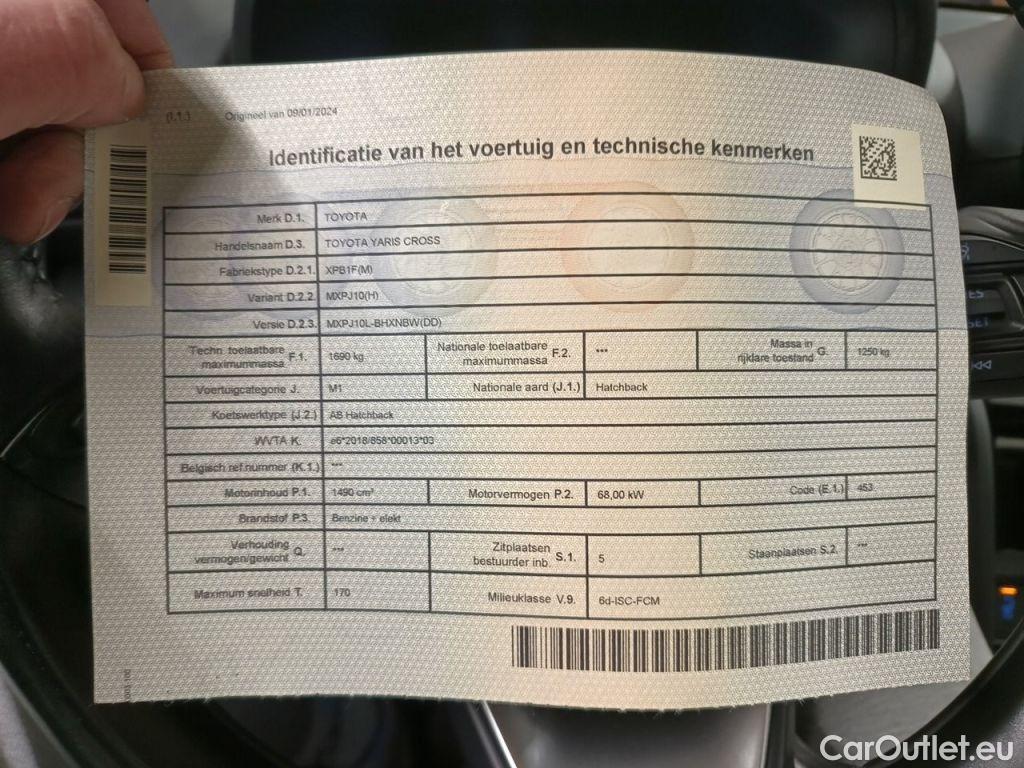 (I.1.) Origineel van 09/01/2024
Identificatie van het voertuig en technische kenmerken
Merk D.1. TOYOTA
Handelsnaam D.3. TOYOTA YARIS CROSS
Fabriekstype D.2.1. XPB1F(M)
Variant D.2.2. MXPJ10(H)
Versie D.2.3. MXPJ10L-BHXNBW(DD)
Techn. toelaatbare maximummassa F.1. 1690 kg Nationale toelaatbare maximummassa F.2. *** Massa in rijklare toestand G. 1250 kg
Voertuigcategorie J. M1 Nationale aard (J.1.) Hatchback
Koetswerktype (J.2.) AB Hatchback
WVTA K. e6*2018/858*00013*03
Belgisch ref.nummer (K.1.) ***
Motorinhoud P.1. 1490 cm³ Motorvermogen P.2. 68,00 kW Code (E.1.) 453
Brandstof P.3. Benzine + elekt
Verhouding vermogen/gewicht Q. *** Zitplaatsen bestuurder inb. S.1. 5 Staanplaatsen S.2. ***
Maximum snelheid T. 170 Milieuklasse V.9. 6d-ISC-FCM
CarOutlet.eu